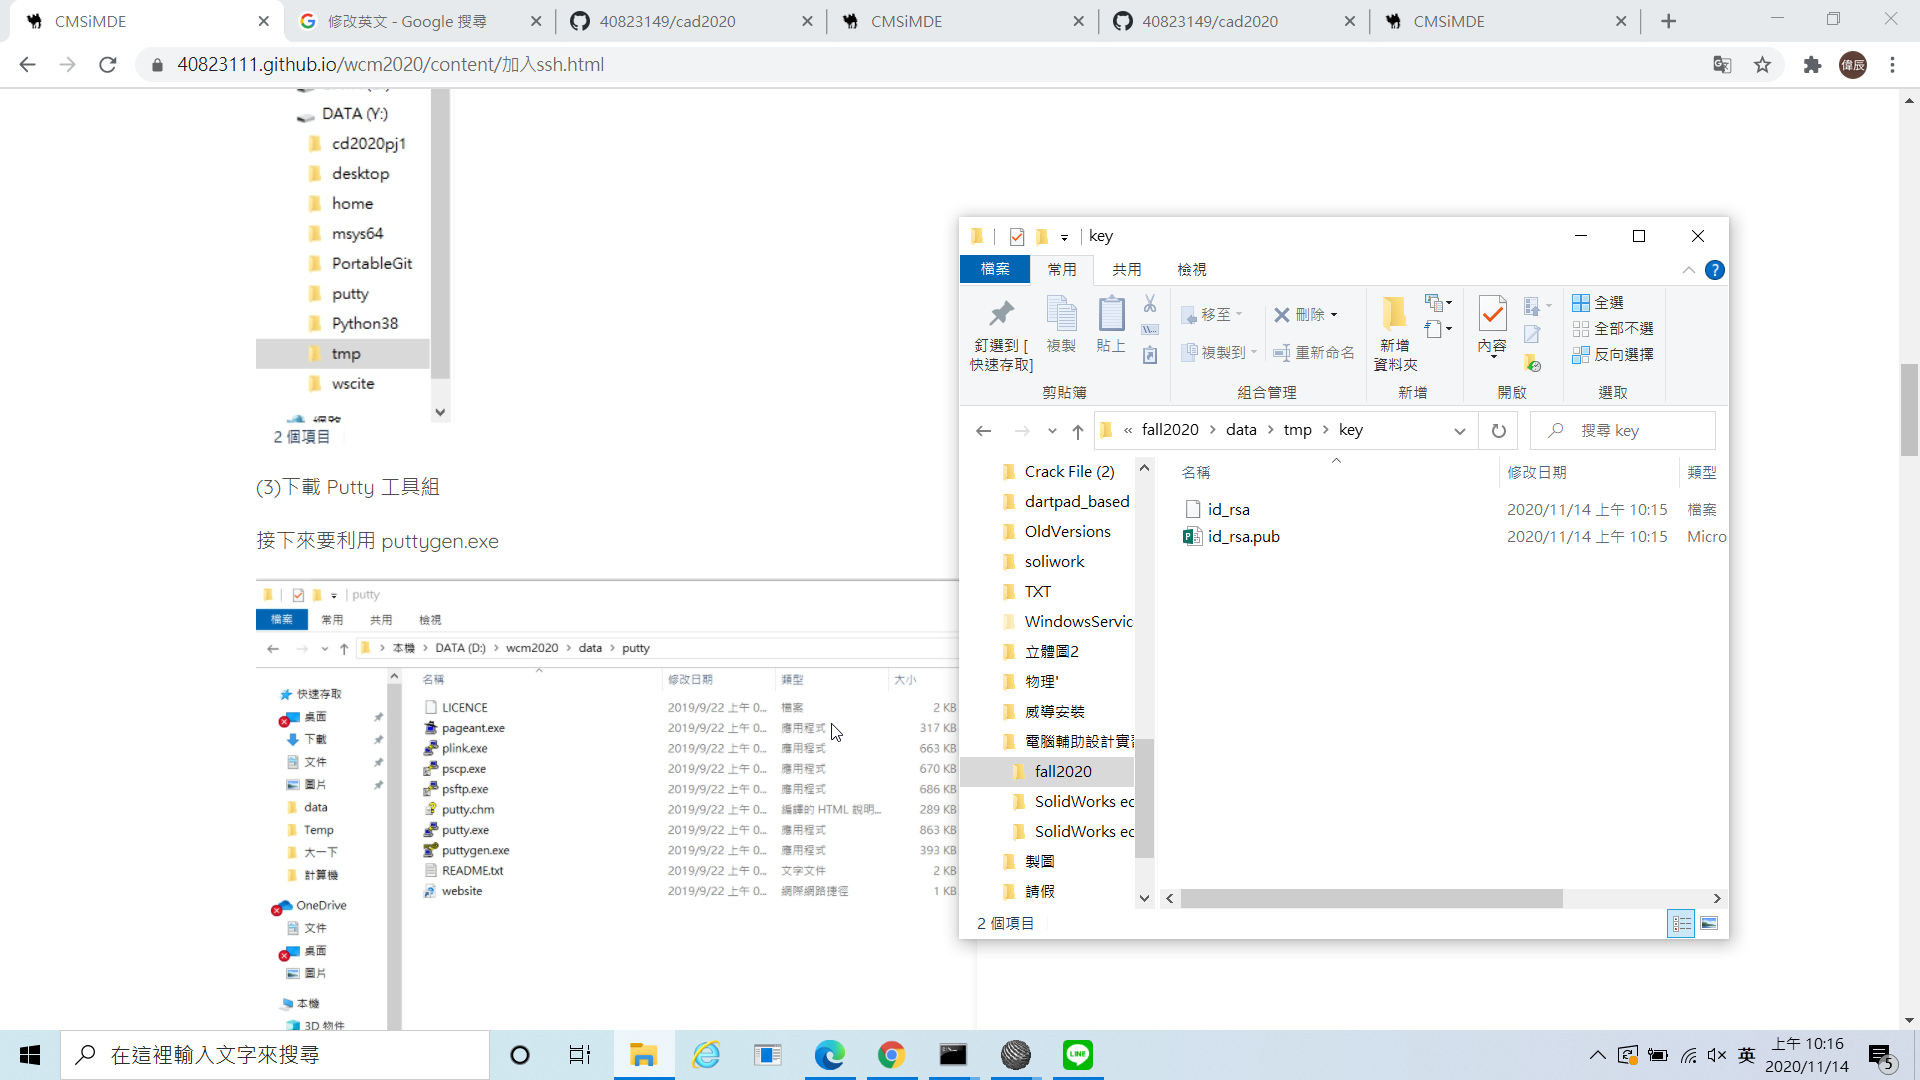 CMSiMDE
修改英文 - Google 搜尋
40823149/cad2020
CMSiMDE
40823149/cad2020
CMSiMDE
40823111.github.io/wcm2020/content/加入ssh.html
偉辰
DATA (Y:)
cd2020pj1
desktop
home
msys64
PortableGit
putty
Python38
tmp
wscite
網路
2 個項目
(3)下載 Putty 工具組
接下來要利用 puttygen.exe
putty
檔案 常用 共用 檢視
本機 > DATA (D:) > wcm2020 > data > putty
名稱 修改日期 類型 大小
快速存取
桌面
下載
文件
圖片
data
Temp
大一下
計算機
OneDrive
文件
桌面
圖片
本機
3D 物件
LICENCE 2019/9/22 上午 0... 檔案 2 KB
pageant.exe 2019/9/22 上午 0... 應用程式 317 KB
plink.exe 2019/9/22 上午 0... 應用程式 663 KB
pscp.exe 2019/9/22 上午 0... 應用程式 670 KB
psftp.exe 2019/9/22 上午 0... 應用程式 686 KB
putty.chm 2019/9/22 上午 0... 編譯的 HTML 說明... 289 KB
putty.exe 2019/9/22 上午 0... 應用程式 863 KB
puttygen.exe 2019/9/22 上午 0... 應用程式 393 KB
README.txt 2019/9/22 上午 0... 文字文件 2 KB
website 2019/9/22 上午 0... 網際網路捷徑 1 KB
key
檔案 常用 共用 檢視
釘選到 [
快速存取]
複製
貼上
移至
複製到
刪除
重新命名
新增
資料夾
內容
全選
全部不選
反向選擇
剪貼簿 組合管理 新增 開啟 選取
« fall2020 > data > tmp > key
搜尋 key
Crack File (2)
dartpad_based
OldVersions
soliwork
TXT
WindowsServic
立體圖2
物理'
威導安裝
電腦輔助設計實習
fall2020
SolidWorks ec
SolidWorks ec
製圖
請假
名稱 修改日期 類型
id_rsa 2020/11/14 上午 10:15 檔案
id_rsa.pub 2020/11/14 上午 10:15 Micro
2 個項目
在這裡輸入文字來搜尋
LINE
英
上午 10:16
2020/11/14
5